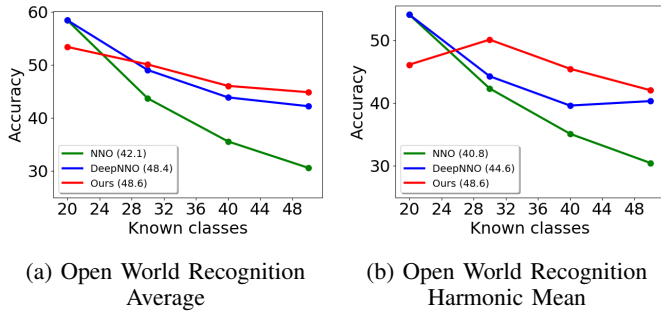 60
50
40
30
Accuracy
NNO (42.1)
DeepNNO (48.4)
Ours (48.6)
20 24 28 32 36 40 44 48
Known classes
(a) Open World Recognition
Average
50
40
30
Accuracy
NNO (40.8)
DeepNNO (44.6)
Ours (48.6)
20 24 28 32 36 40 44 48
Known classes
(b) Open World Recognition
Harmonic Mean